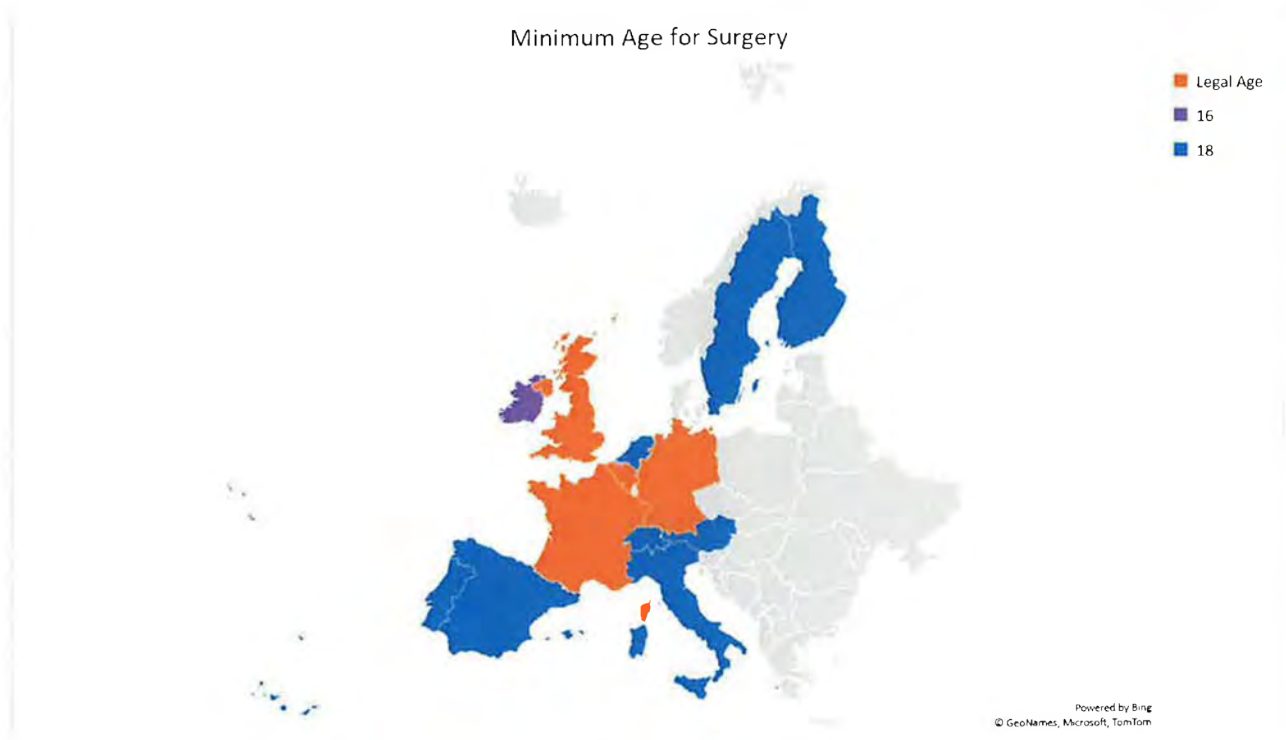 Minimum Age for Surgery
Legal Age
16
18
Powered by Bing
© GeoNames, Microsoft, TomTom